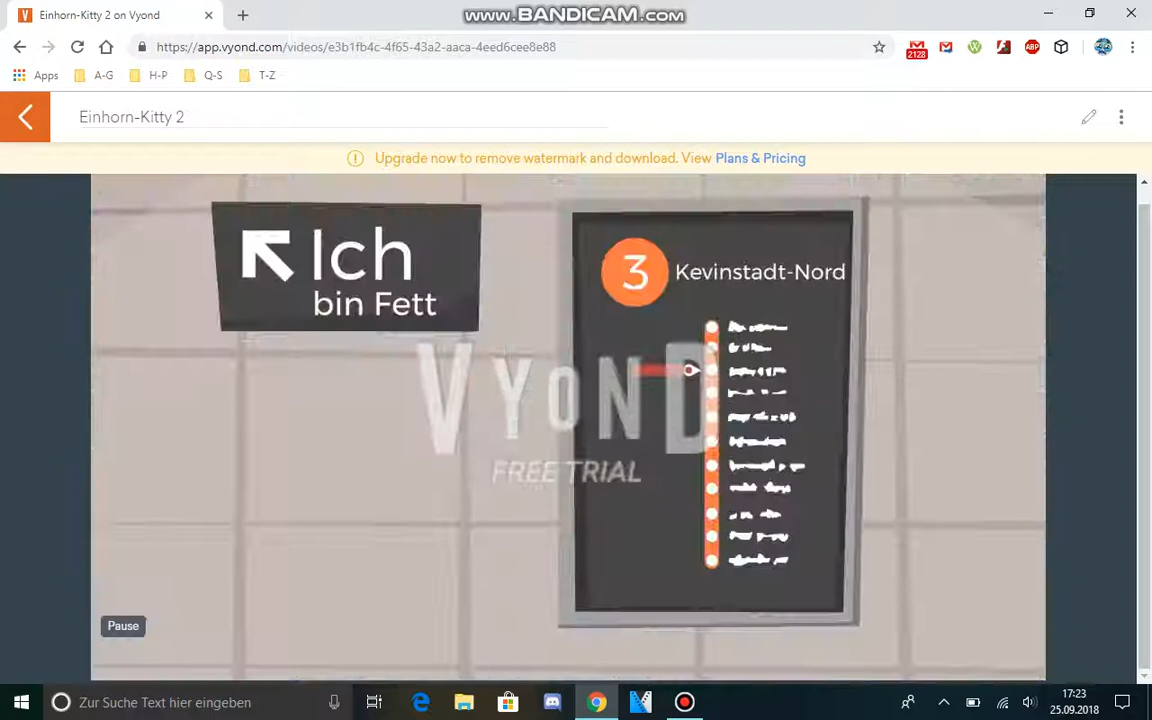 Einhorn-Kitty 2 on Vyond
www.BANDICAM.com
https://app.vyond.com/videos/e3b1fb4c-4f65-43a2-aaca-4eed6cee8e88
2128
ABP
Apps
A-G
H-P
Q-S
T-Z
Einhorn-Kitty 2
Upgrade now to remove watermark and download. View Plans & Pricing
Ich
bin Fett
3 Kevinstadt-Nord
VYOND
FREE TRIAL
Pause
Zur Suche Text hier eingeben
17:23
25.09.2018